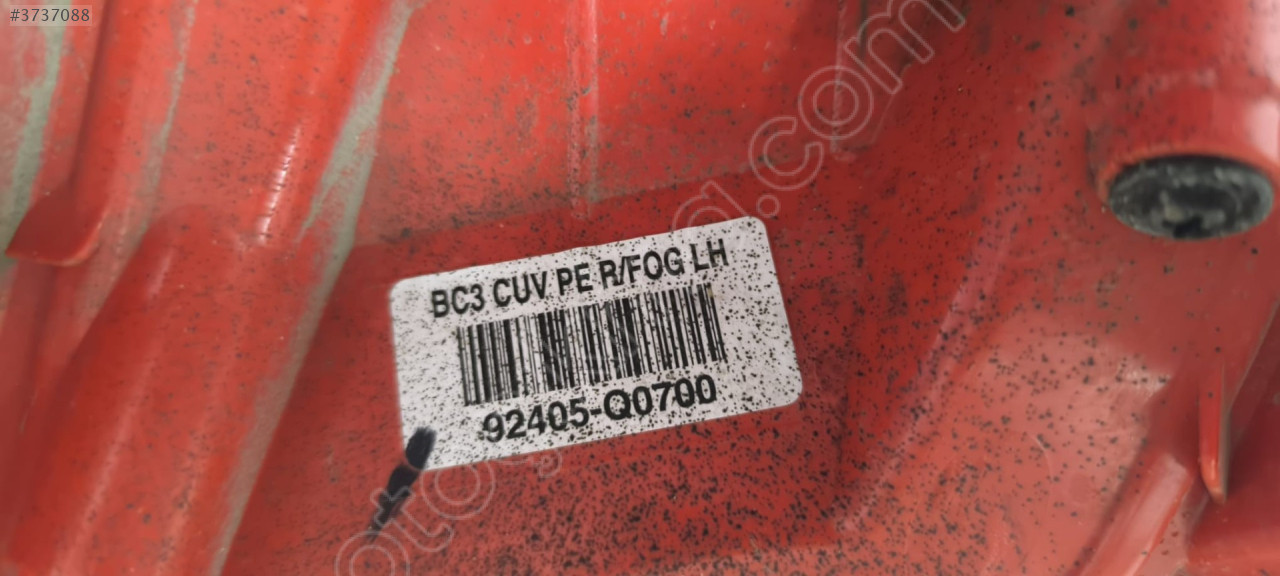 #3737088
BC3 CUV PE R/FOG LH
92405-Q0700